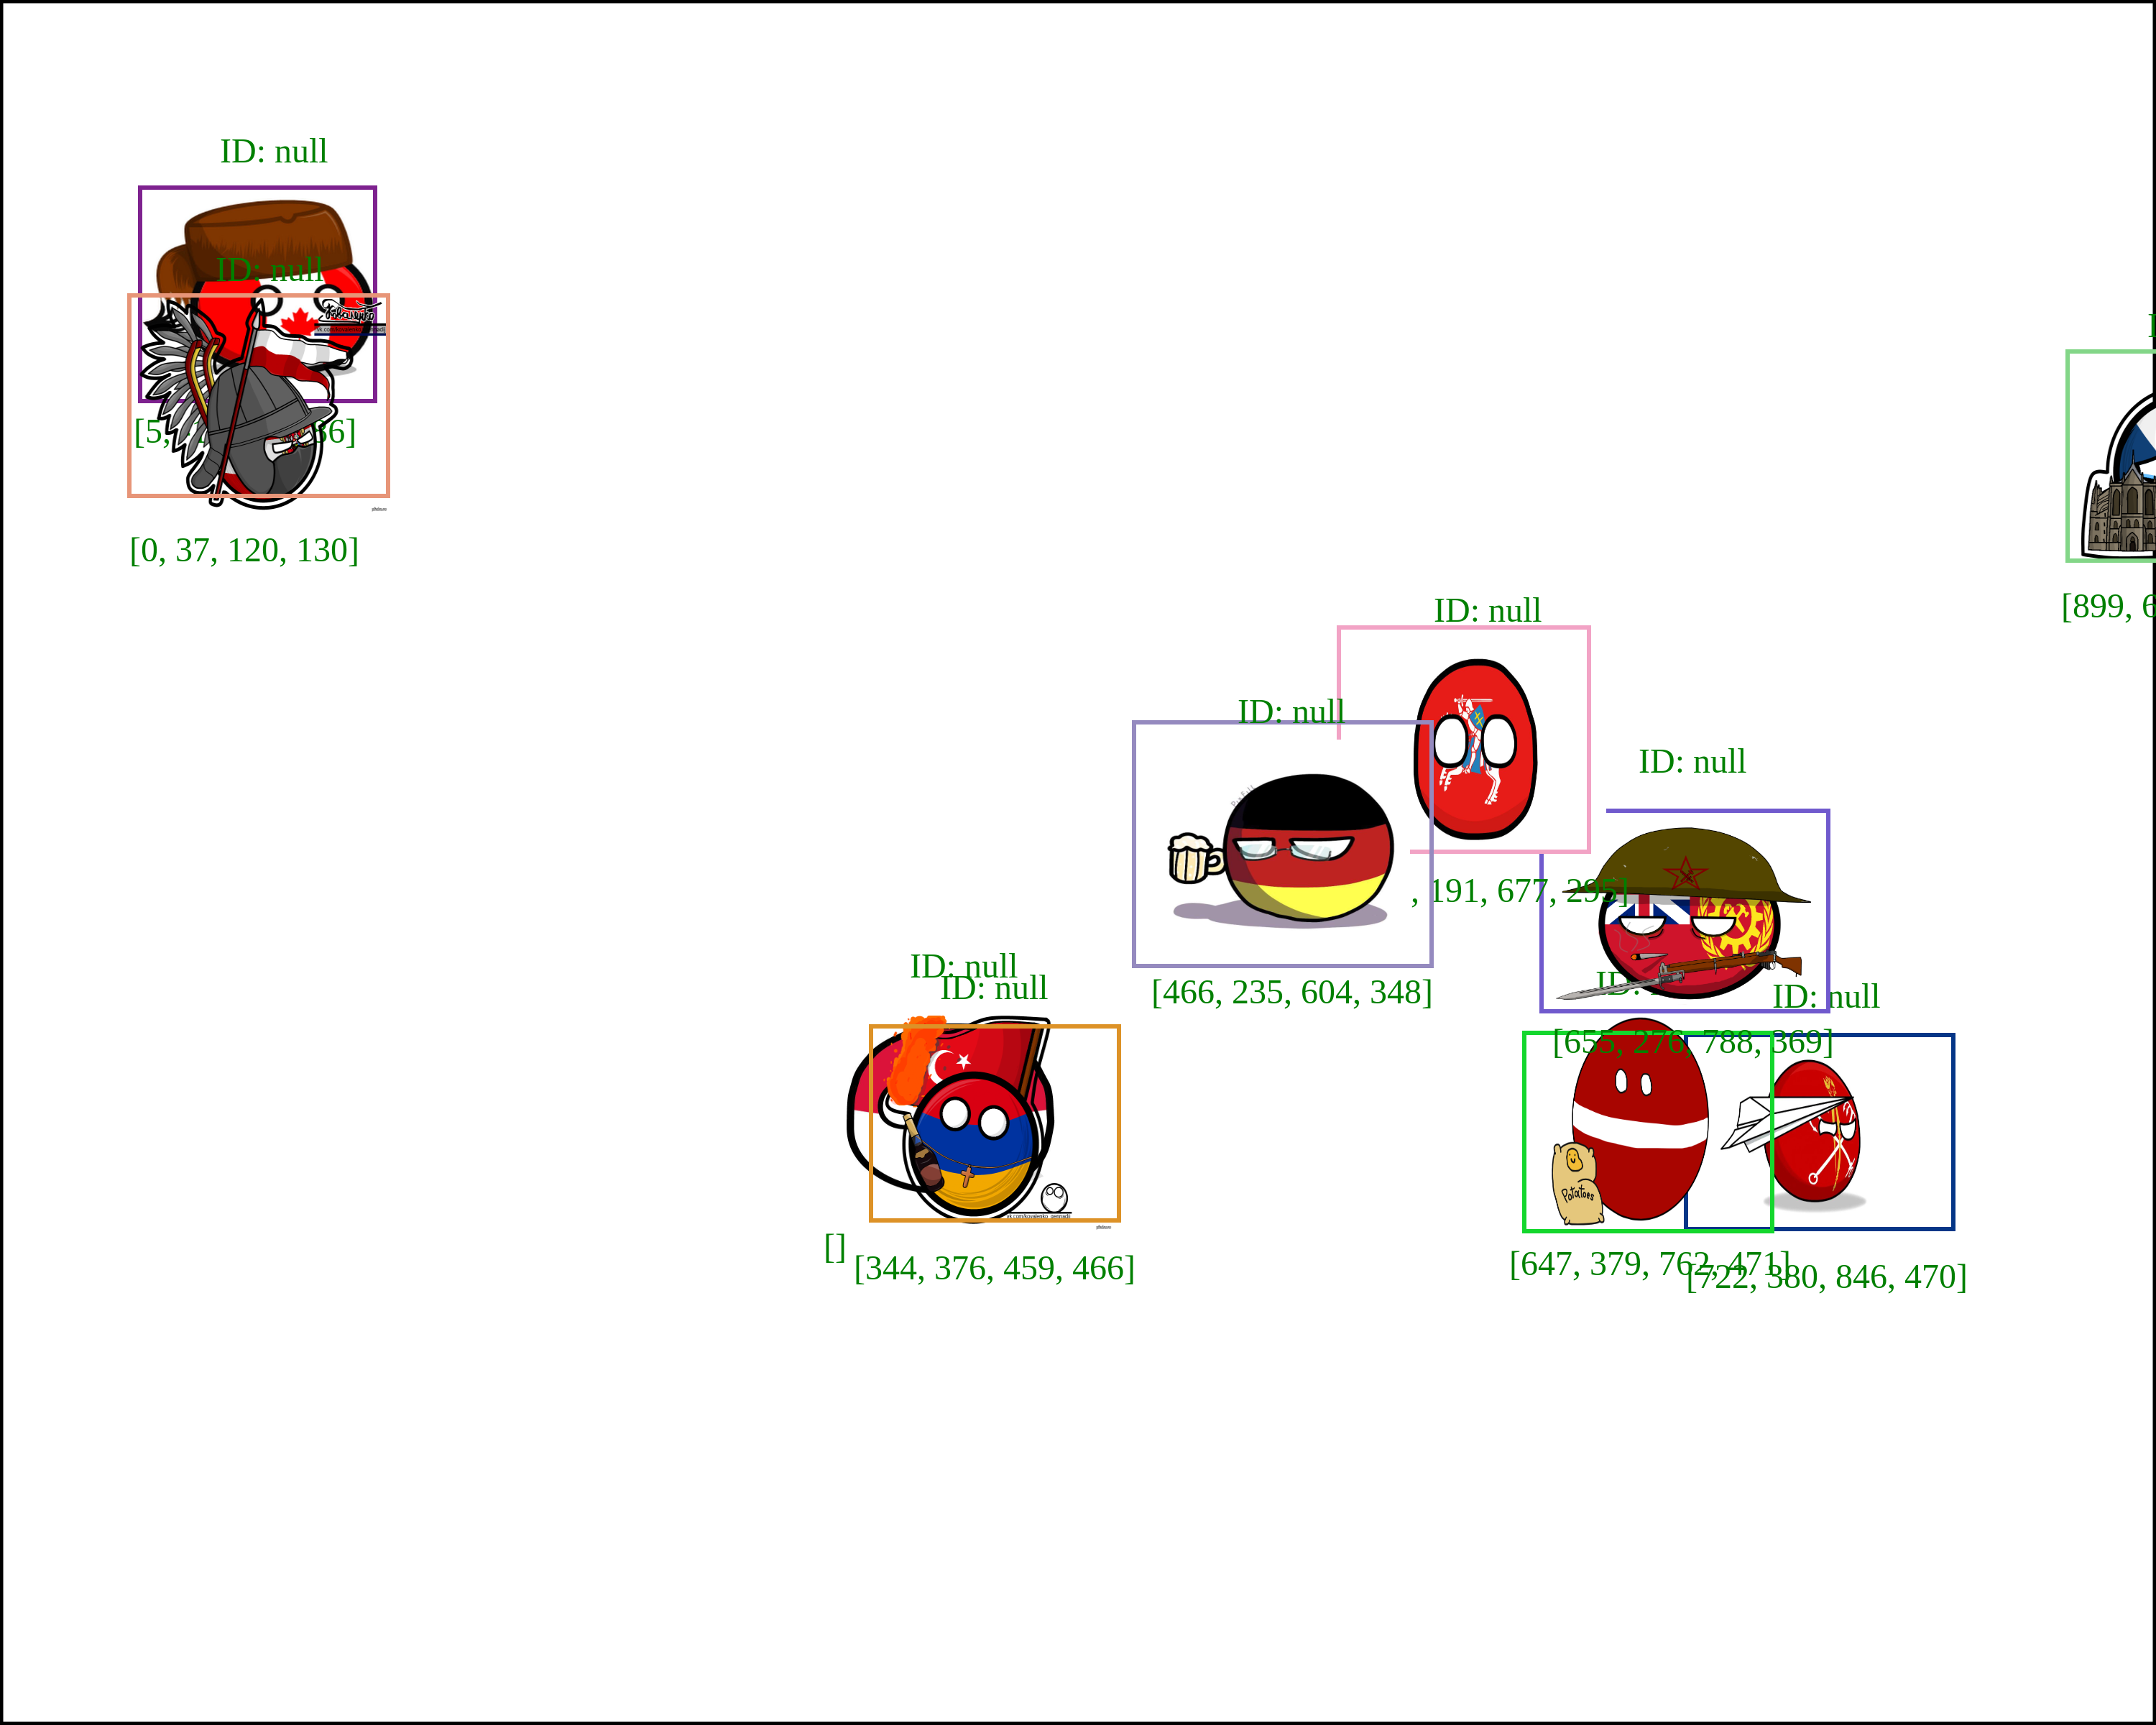 ID: null
ID: null
[5, 36]
[0, 37, 120, 130]
[899, 6
ID: null
ID: null
ID: null
, 191, 677, 295]
ID: null
ID: null
[466, 235, 604, 348]
ID:
ID: null
[655, 276, 788, 369]
Potatoes
[]
[344, 376, 459, 466]
[647, 379, 762, 471]
[722, 380, 846, 470]